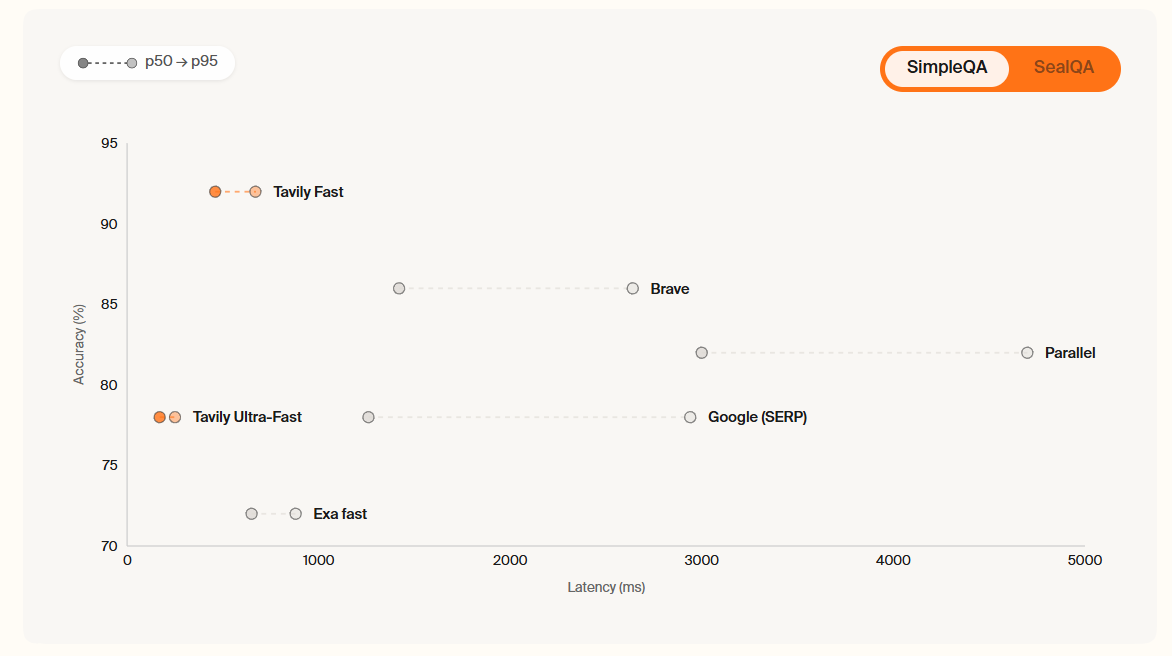 p50 → p95
SimpleQA
SealQA
95
90
85
80
75
70
Accuracy (%)
Tavily Fast
Brave
Parallel
Tavily Ultra-Fast
Google (SERP)
Exa fast
0
1000
2000
3000
4000
5000
Latency (ms)